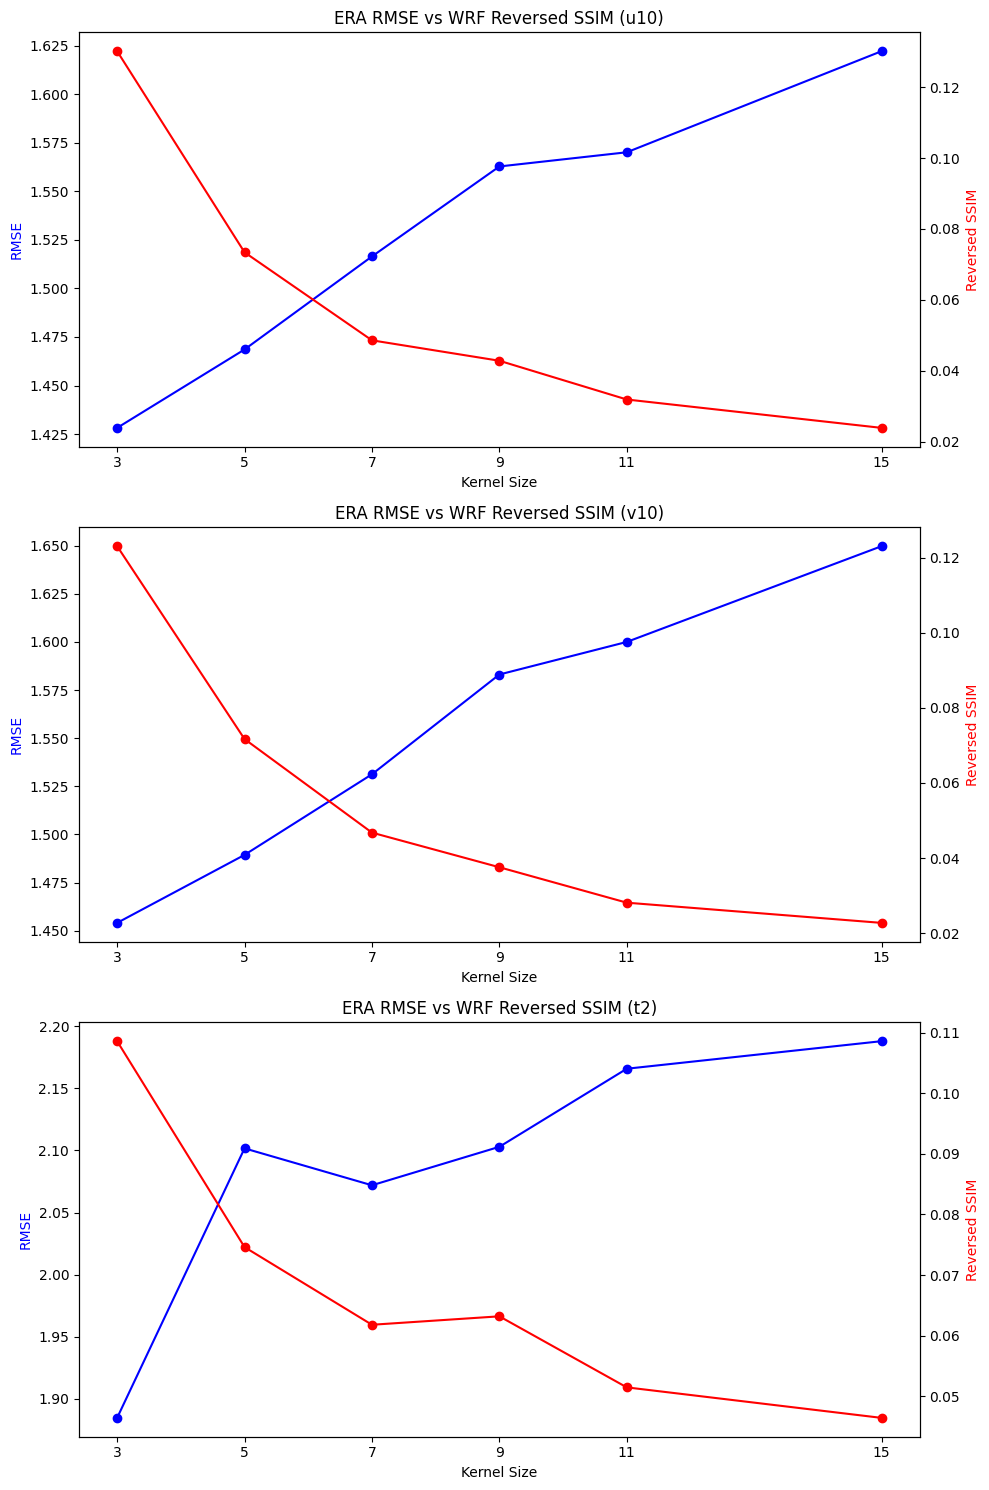 ERA RMSE vs WRF Reversed SSIM (u10)
1.625
1.600
1.575
1.550
1.525
1.500
1.475
1.450
1.425
RMSE
0.12
0.10
0.08
0.06
0.04
0.02
Reversed SSIM
3 5 7 9 11 15
Kernel Size
ERA RMSE vs WRF Reversed SSIM (v10)
1.650
1.625
1.600
1.575
1.550
1.525
1.500
1.475
1.450
RMSE
0.12
0.10
0.08
0.06
0.04
0.02
Reversed SSIM
3 5 7 9 11 15
Kernel Size
ERA RMSE vs WRF Reversed SSIM (t2)
2.20
2.15
2.10
2.05
2.00
1.95
1.90
RMSE
0.11
0.10
0.09
0.08
0.07
0.06
0.05
Reversed SSIM
3 5 7 9 11 15
Kernel Size